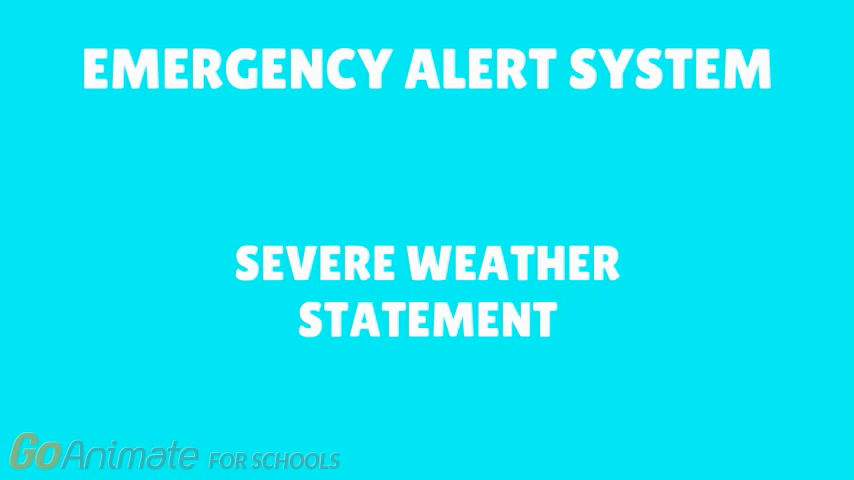 EMERGENCY ALERT SYSTEM
SEVERE WEATHER
STATEMENT
GoAnimate FOR SCHOOLS